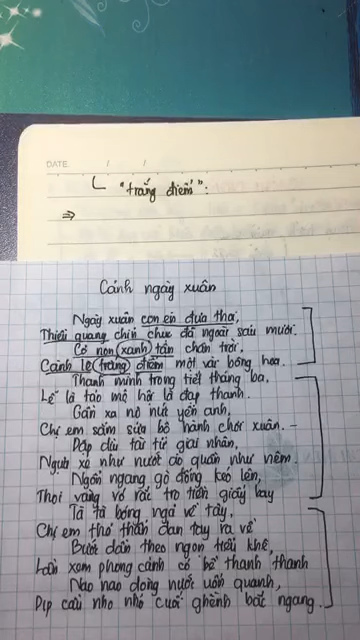 DATE / /
"trắng điểm":
⇒
Cảnh ngày xuân
Ngày xuân con én đưa thoi,
Thiều quang chín chục đã ngoài sáu mươi.
Cỏ non (xanh) tận chân trời,
Cành lê (trắng) điểm một vài bông hoa.
Thanh minh trong tiết tháng ba,
Lễ là tảo mộ hội là đạp thanh.
Gần xa nô nức yến anh,
Chị em sắm sửa bộ hành chơi xuân.
Dập dìu tài tử giai nhân,
Ngựa xe như nước áo quần như nêm.
Ngổn ngang gò đống kéo lên,
Thoi vàng vó rắc tro tiền giấy bay
Tà tà bóng ngả về tây,
Chị em thơ thẩn dan tay ra về
Bước dần theo ngọn tiểu khê,
Lần xem phong cảnh có bề thanh thanh
Nao nao dòng nước uốn quanh,
Dịp cầu nho nhỏ cuối ghềnh bắc ngang.